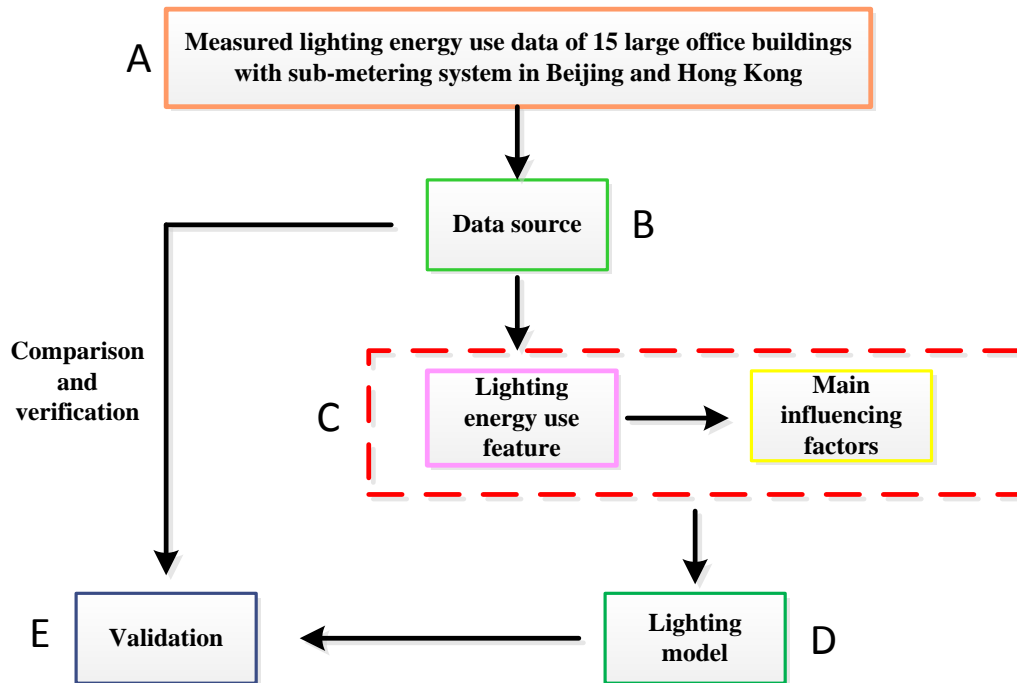 A
Measured lighting energy use data of 15 large office buildings
with sub-metering system in Beijing and Hong Kong
Data source
B
Comparison
and
verification
C
Lighting
energy use
feature
Main
influencing
factors
E
Validation
Lighting
model
D